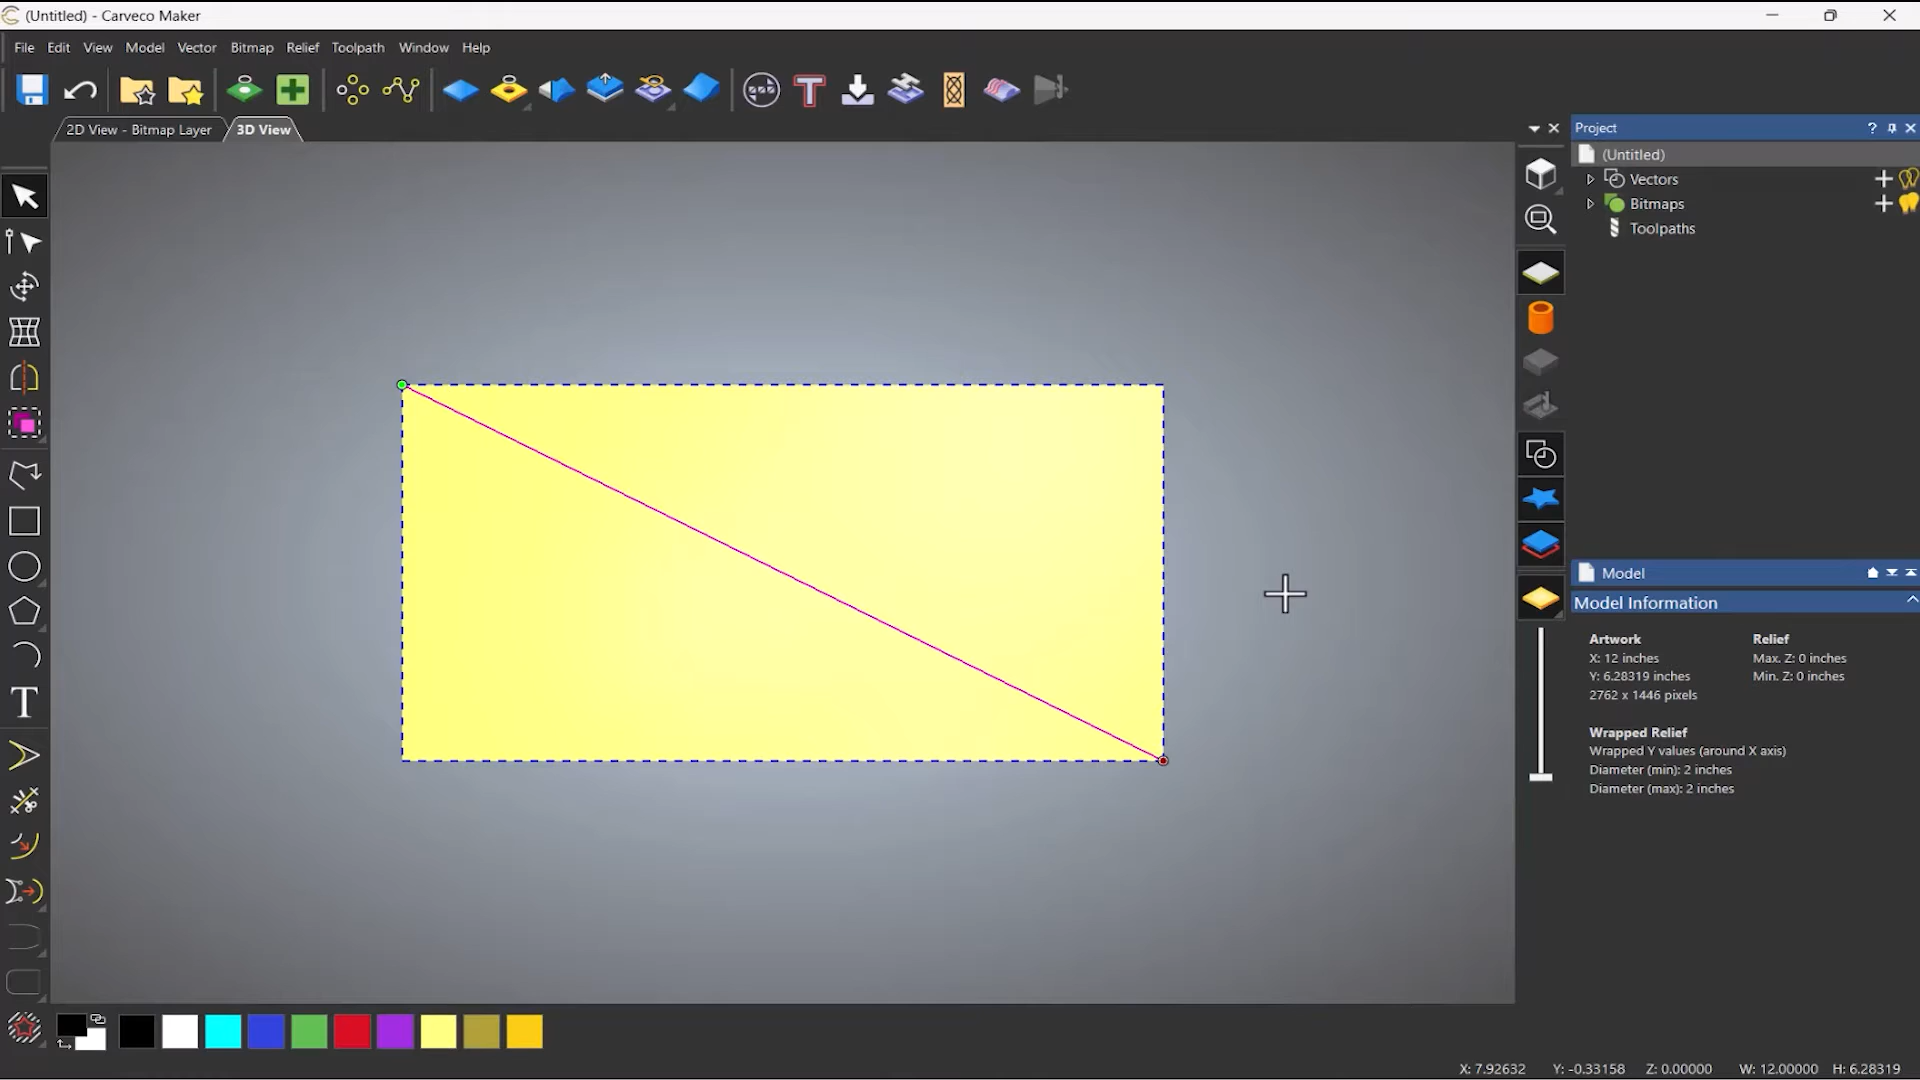 (Untitled) - Carveco Maker
File Edit View Model Vector Bitmap Relief Toolpath Window Help
2D View - Bitmap Layer
3D View
Project
(Untitled)
Vectors
Bitmaps
Toolpaths
Model
Model Information
Artwork
X: 12 inches
Y: 6.28319 inches
2762 x 1446 pixels
Relief
Max. Z: 0 inches
Min. Z: 0 inches
Wrapped Relief
Wrapped Y values (around X axis)
Diameter (min): 2 inches
Diameter (max): 2 inches
X: 7.92632 Y: -0.33158 Z: 0.00000 W: 12.00000 H: 6.28319